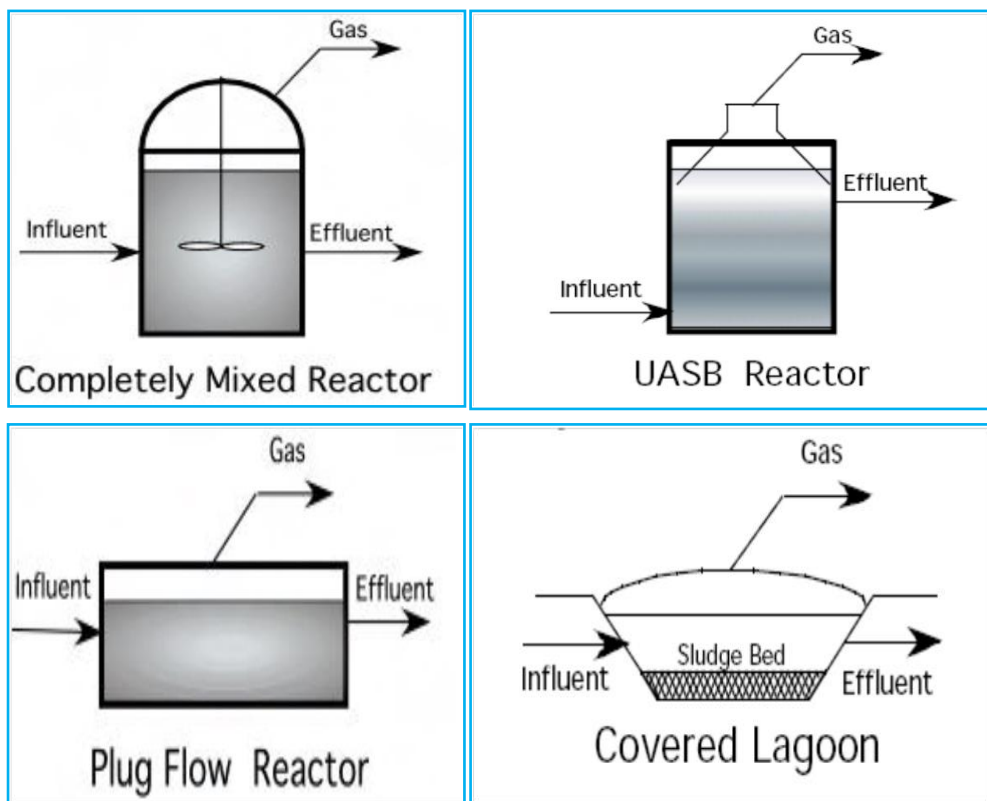 Gas
Influent
Effluent
Completely Mixed Reactor
Gas
Effluent
Influent
UASB Reactor
Gas
Influent
Effluent
Plug Flow Reactor
Gas
Sludge Bed
Influent
Effluent
Covered Lagoon